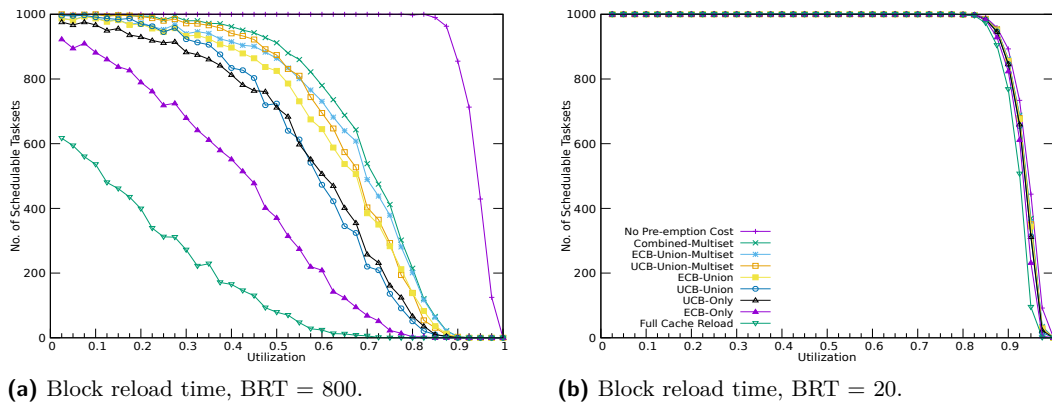 1000
800
600
400
200
0
No. of Schedulable Tasksets
0 0.1 0.2 0.3 0.4 0.5 0.6 0.7 0.8 0.9 1
Utilization
(a) Block reload time, BRT = 800.
1000
800
600
400
200
0
No. of Schedulable Tasksets
No Pre-emption Cost
Combined-Multiset
ECB-Union-Multiset
UCB-Union-Multiset
ECB-Union
UCB-Union
UCB-Only
ECB-Only
Full Cache Reload
0 0.1 0.2 0.3 0.4 0.5 0.6 0.7 0.8 0.9 1
Utilization
(b) Block reload time, BRT = 20.